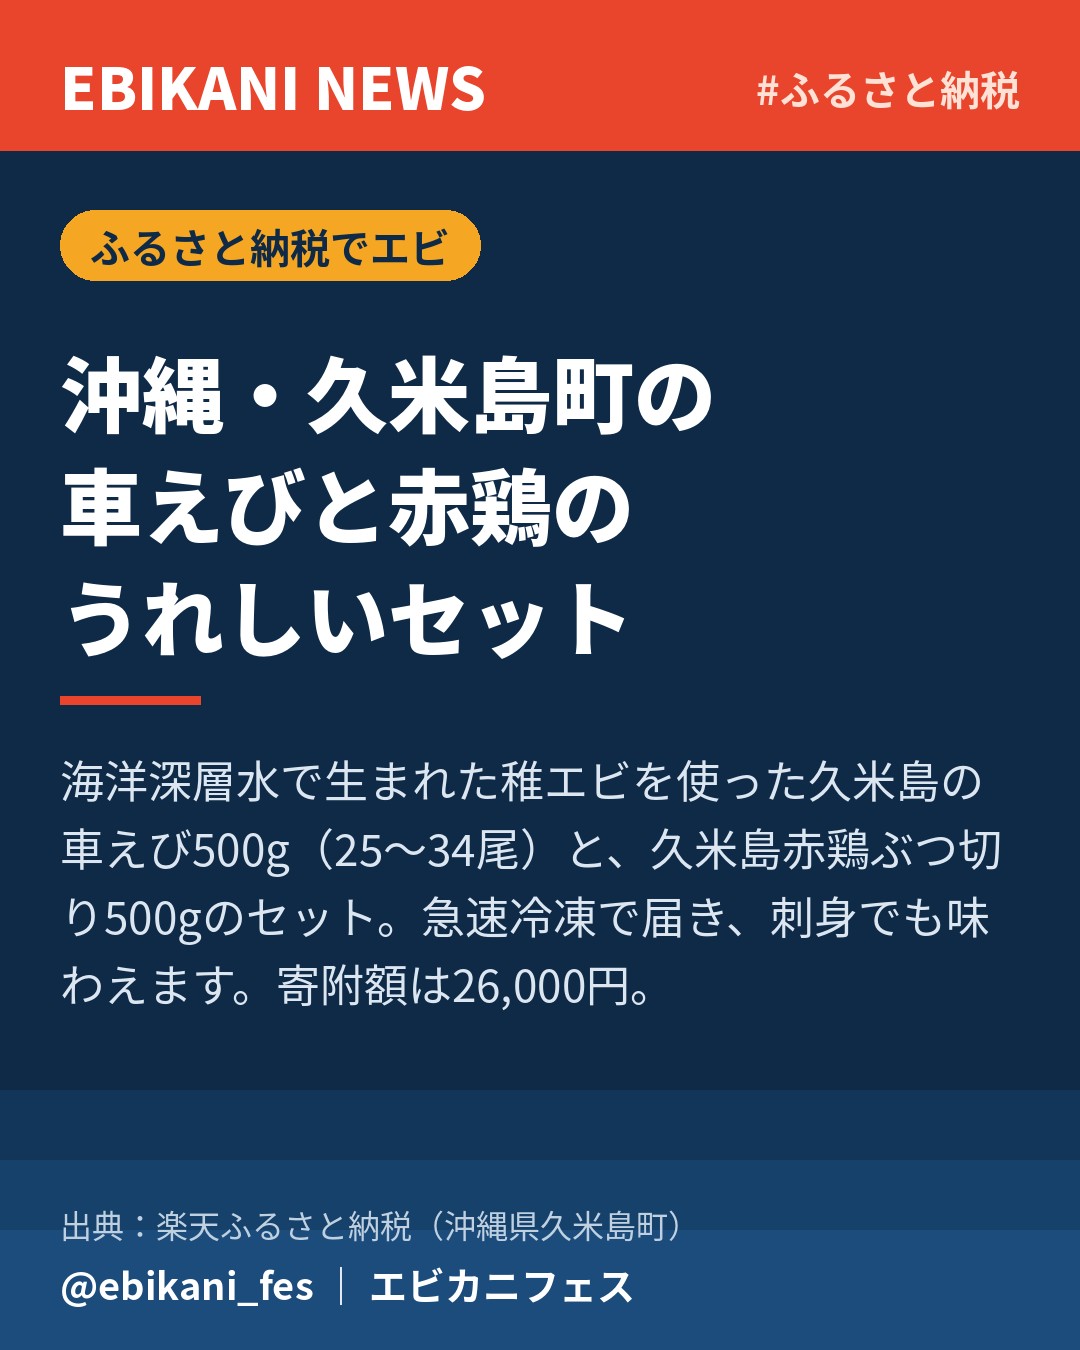 EBIKANI NEWS
#ふるさと納税
ふるさと納税でエビ
沖縄・久米島町の
車えびと赤鶏の
うれしいセット
海洋深層水で生まれた稚エビを使った久米島の
車えび500g（25〜34尾）と、久米島赤鶏ぶつ切
り500gのセット。急速冷凍で届き、刺身でも味
わえます。寄附額は26,000円。
出典：楽天ふるさと納税（沖縄県久米島町）
@ebikani_fes ｜ エビカニフェス